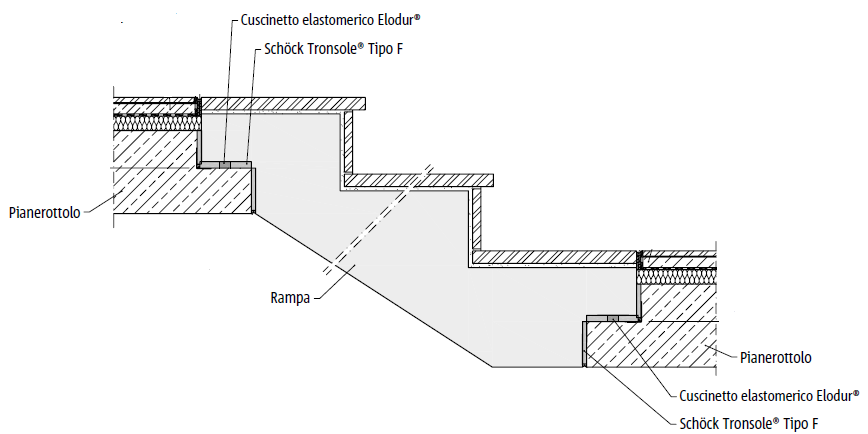 Cuscinetto elastomerico Elodur®
Schöck Tronsole® Tipo F
Pianerottolo
Rampa
Pianerottolo
Cuscinetto elastomerico Elodur®
Schöck Tronsole® Tipo F